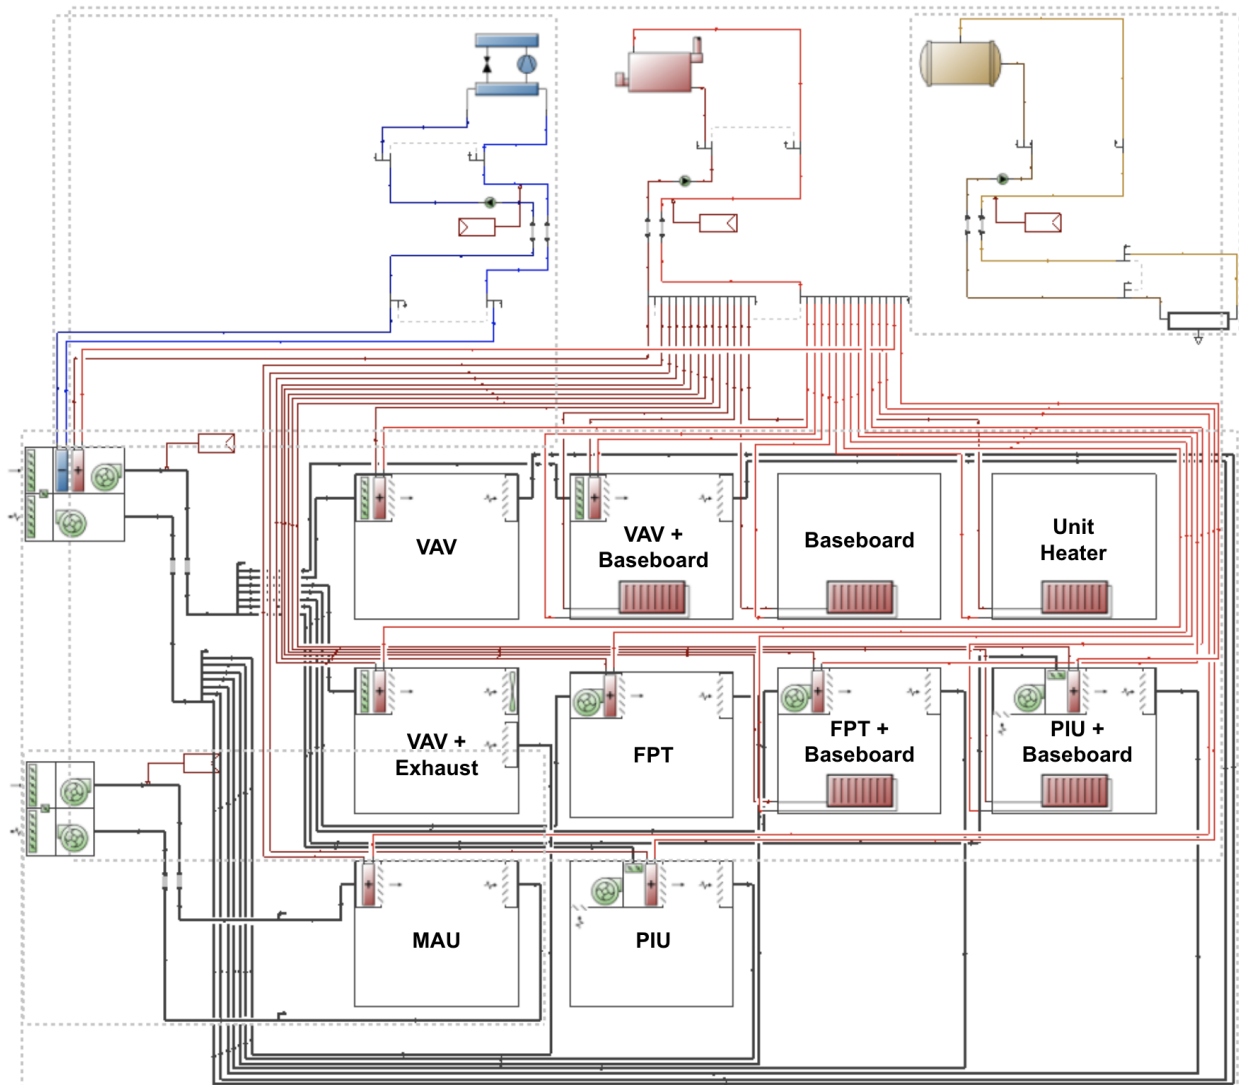 VAV
VAV +
Baseboard
Baseboard
Unit
Heater
VAV +
Exhaust
FPT
FPT +
Baseboard
PIU +
Baseboard
MAU
PIU